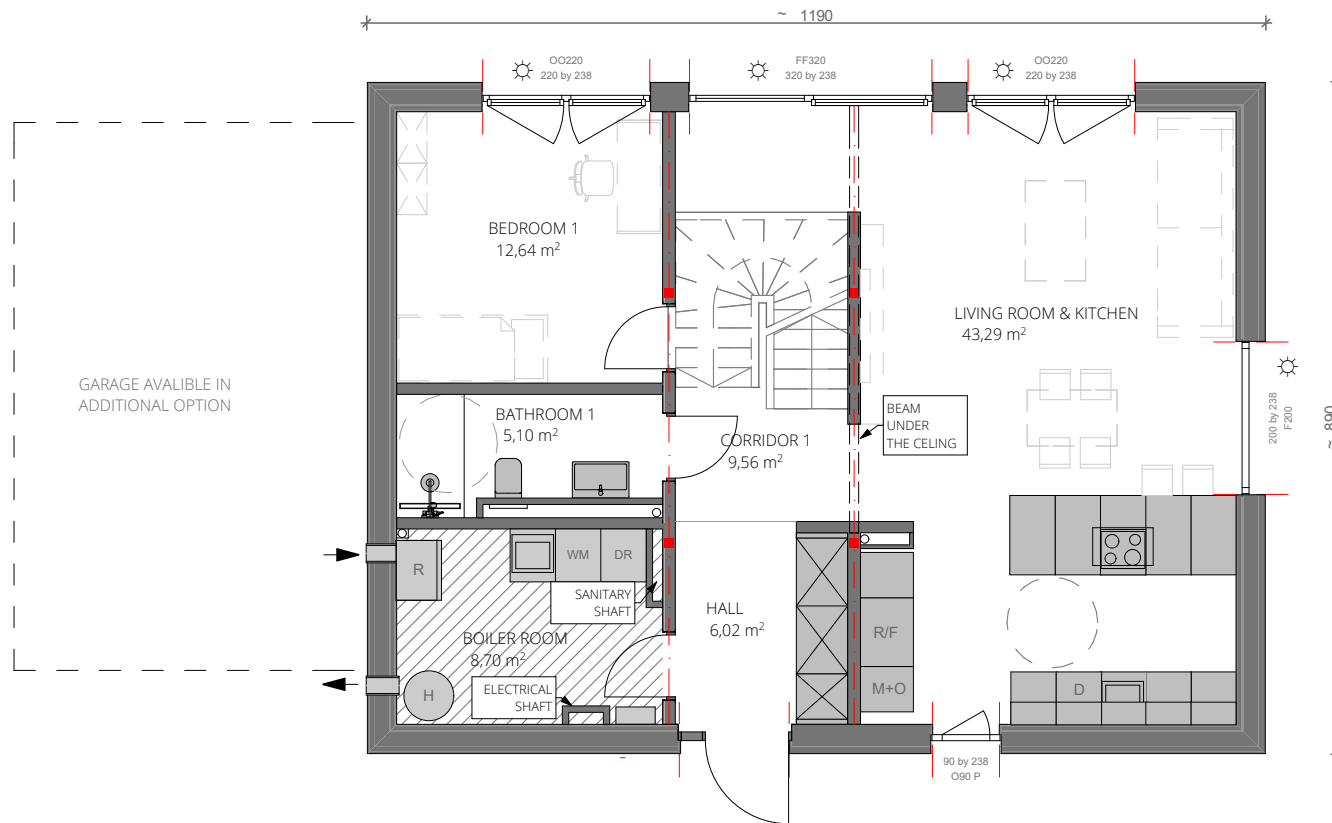 ~ 1190
OO220
220 by 238
FF320
320 by 238
OO220
220 by 238
BEDROOM 1
12,64 m²
LIVING ROOM & KITCHEN
43,29 m²
GARAGE AVALIBLE IN
ADDITIONAL OPTION
200 by 238
F200
~ 890
BATHROOM 1
5,10 m²
CORRIDOR 1
9,56 m²
BEAM
UNDER
THE CELING
R
WM
DR
SANITARY
SHAFT
HALL
6,02 m²
BOILER ROOM
8,70 m²
R/F
H
ELECTRICAL
SHAFT
M+O
D
90 by 238
O90 P